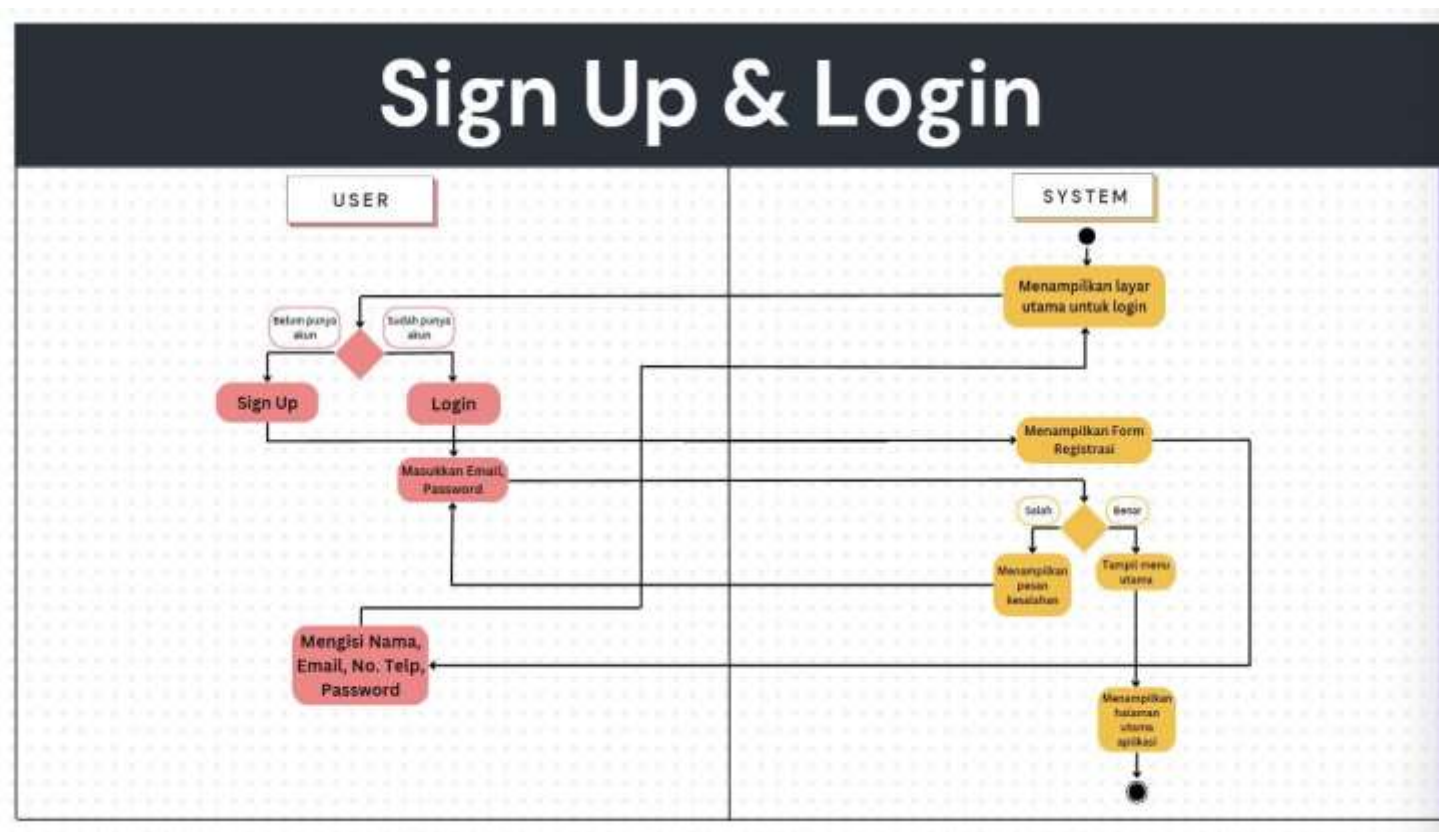 Sign Up & Login
USER
SYSTEM
Menampilkan layar
utama untuk login
Belum punya
akun
Sudah punya
akun
Sign Up
Login
Menampilkan Form
Registrasi
Masukkan Email,
Password
Salah
Benar
Menampilkan
pesan
kesalahan
Tampil menu
utama
Mengisi Nama,
Email, No. Telp,
Password
Menampilkan
halaman
utama
aplikasi